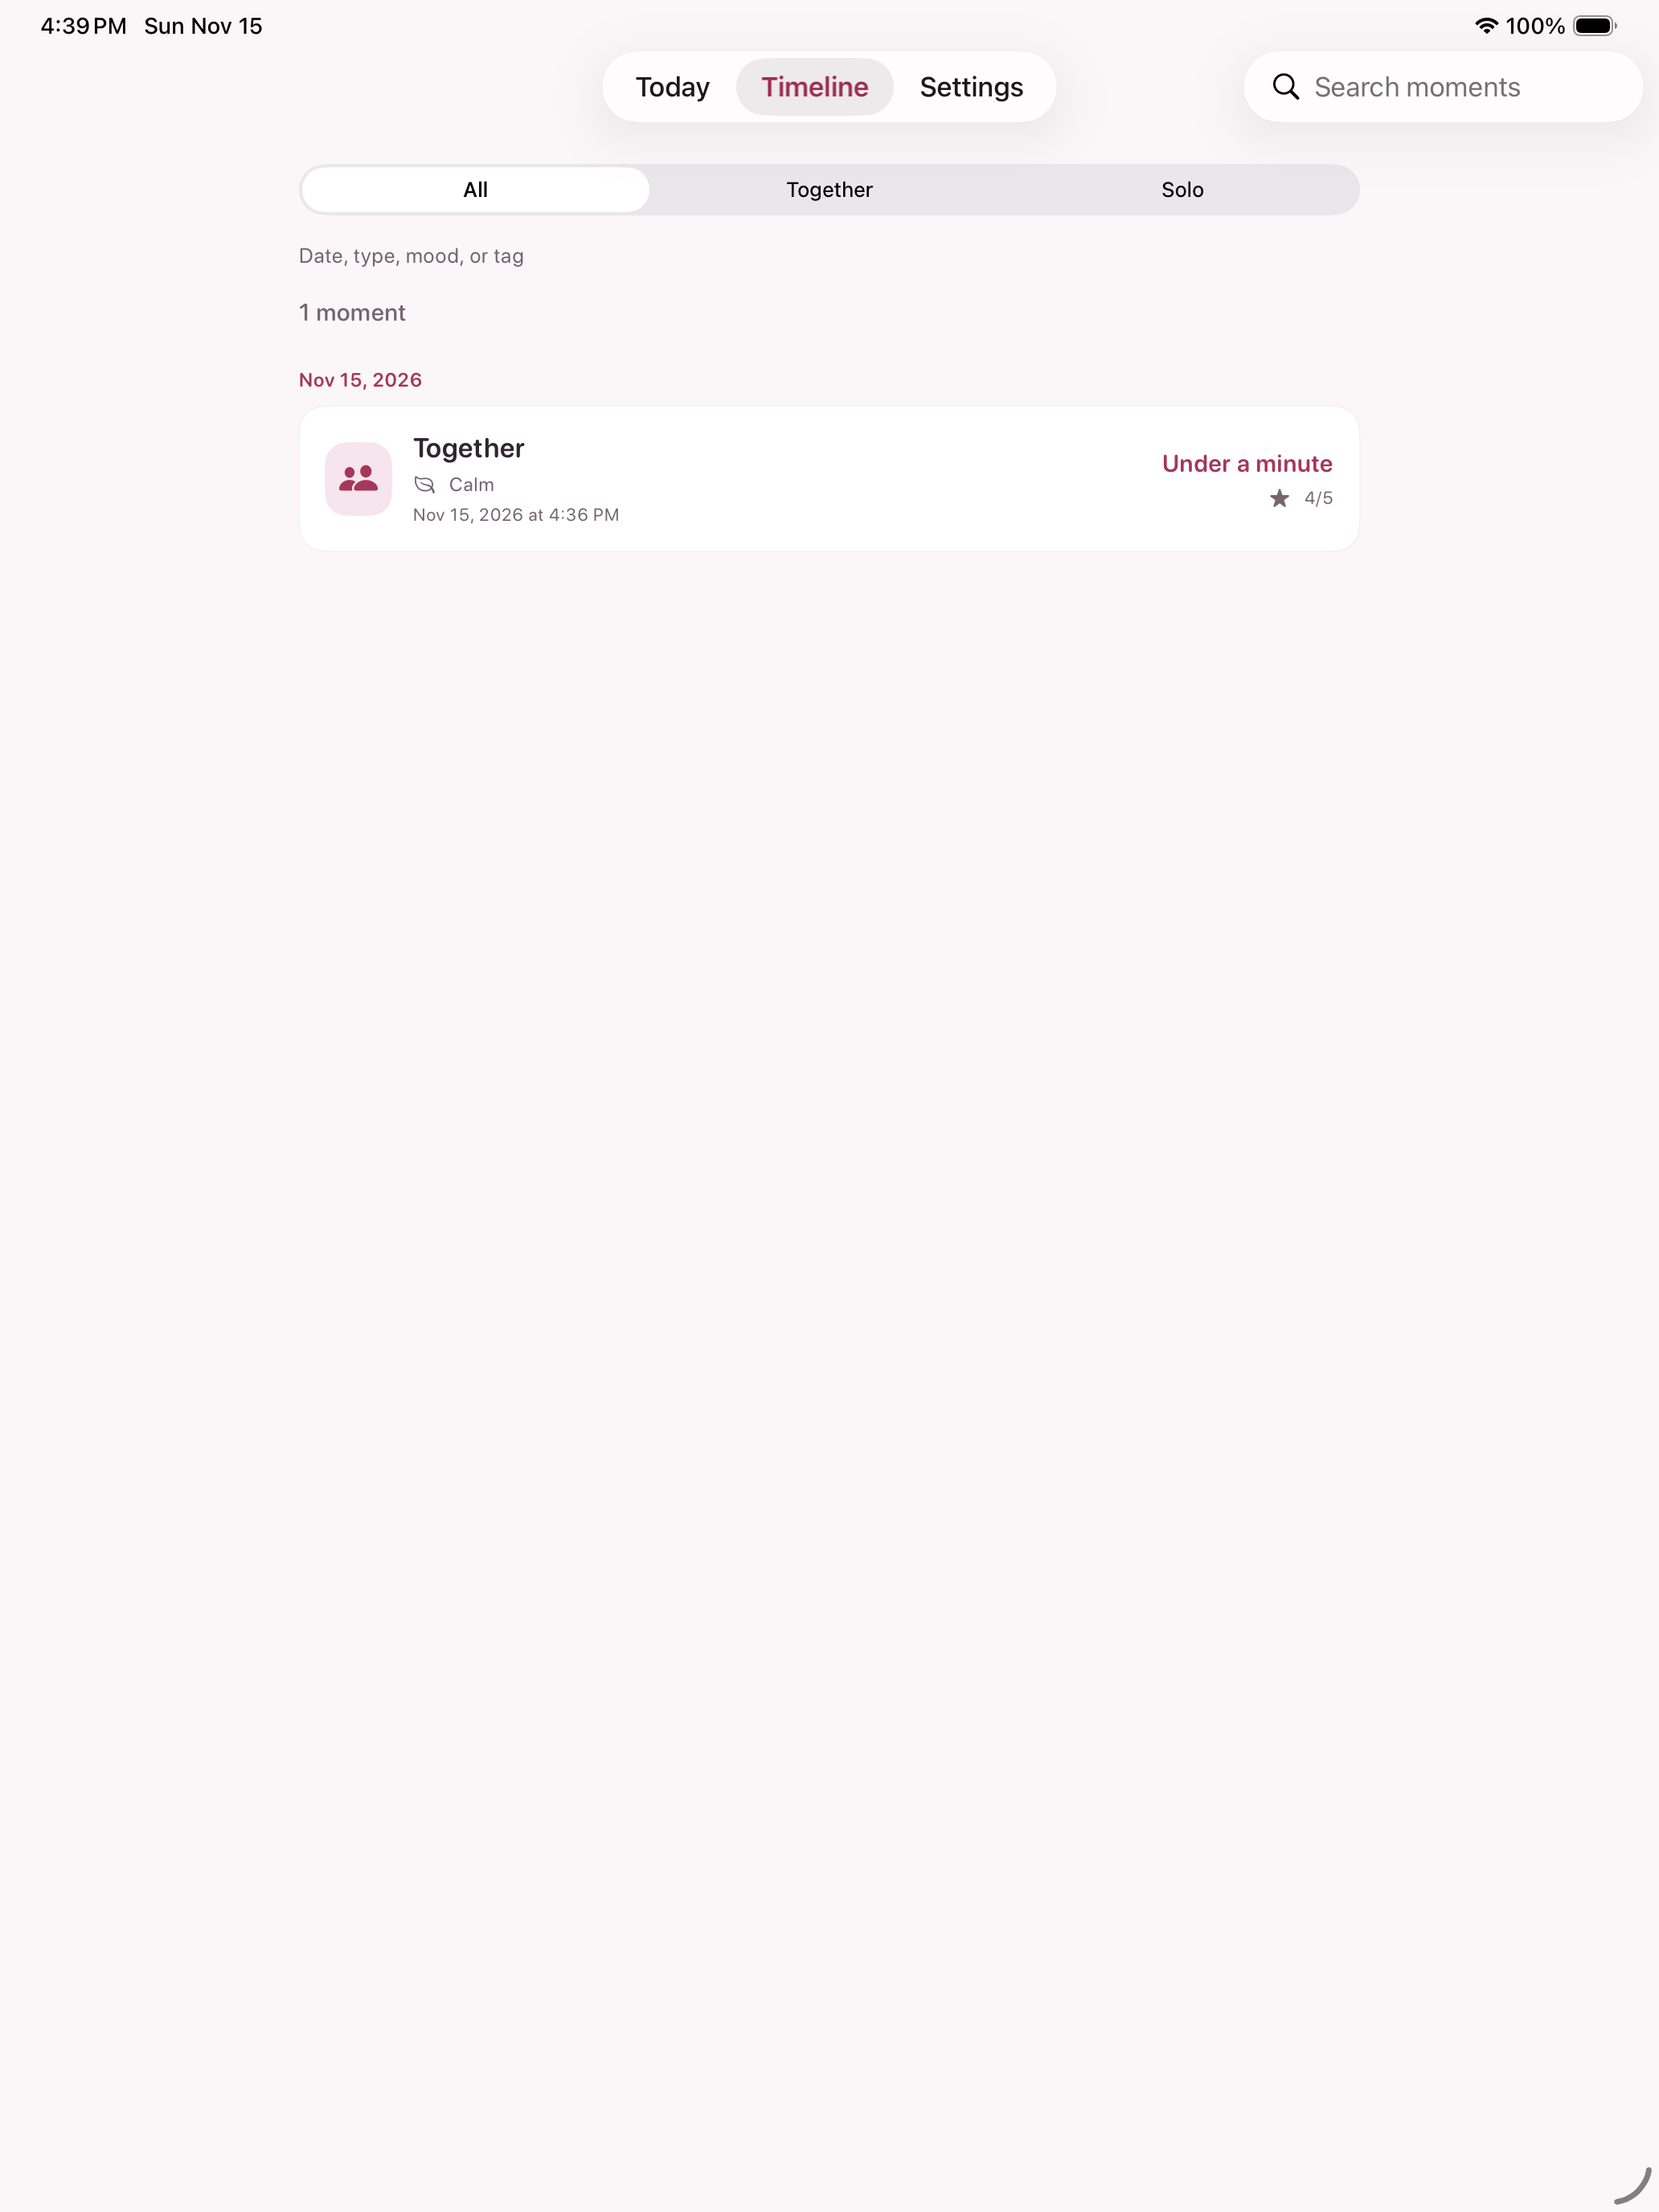 4:39 PM Sun Nov 15
100%
Today Timeline Settings
Search moments
All Together Solo
Date, type, mood, or tag
1 moment
Nov 15, 2026
Together
Calm
Nov 15, 2026 at 4:36 PM
Under a minute
4/5